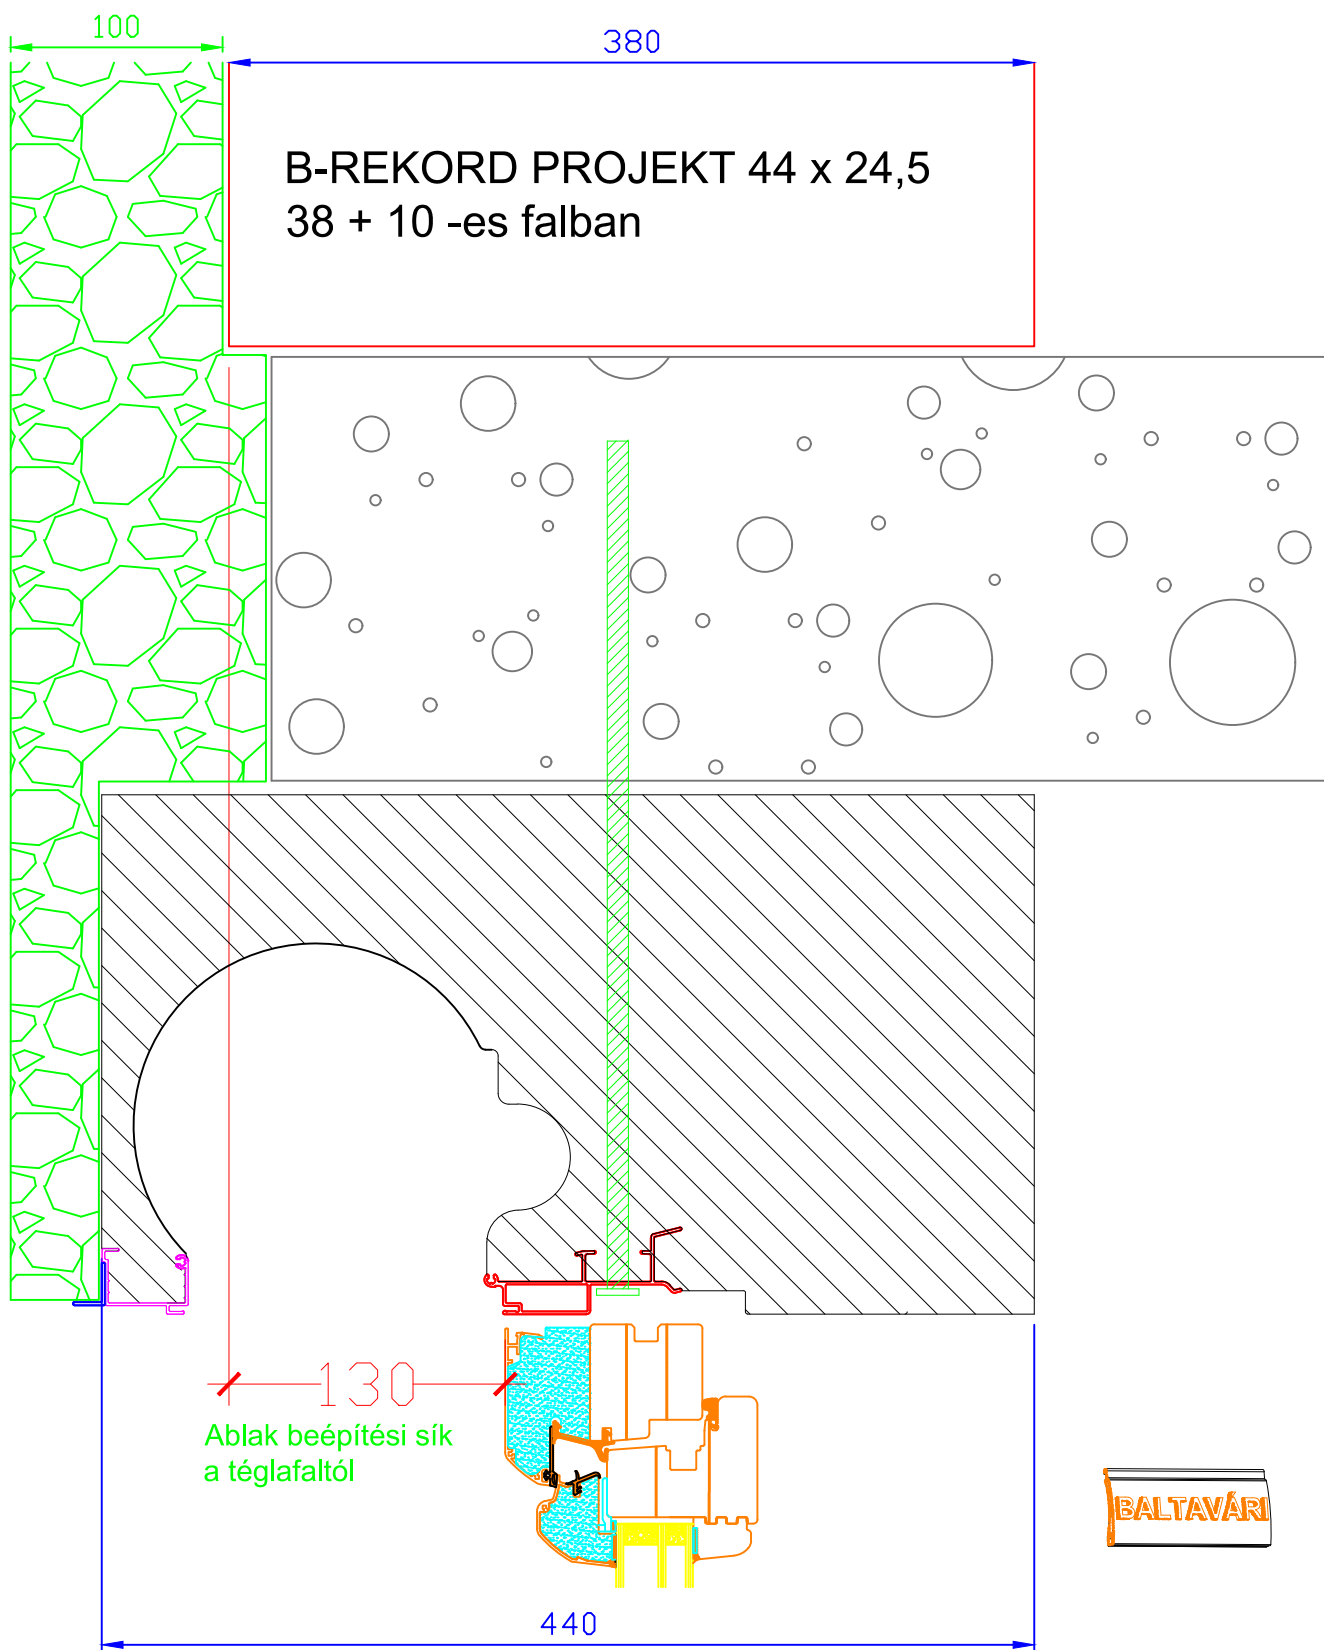 100
380
B-REKORD PROJEKT 44 x 24,5
38 + 10 -es falban
130
Ablak beépítési sík
a téglafaltól
BALTAVÁRI
440